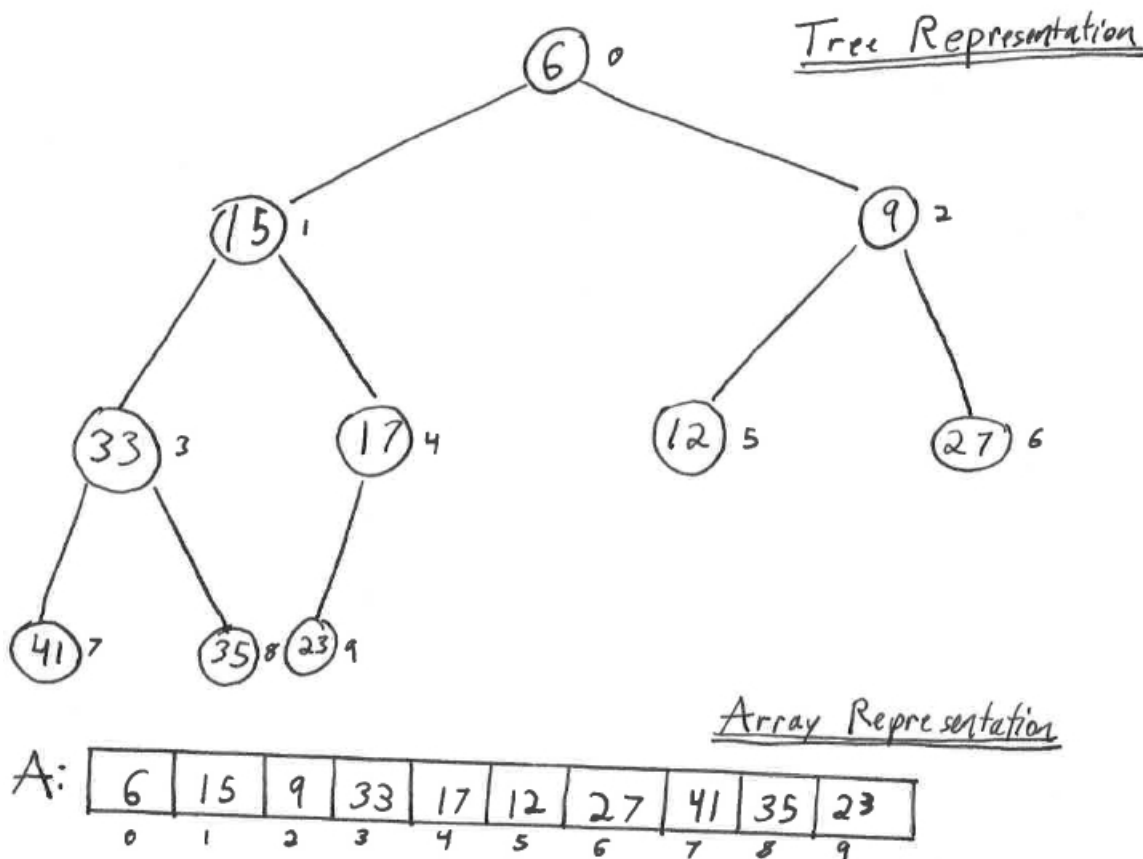 Tree Representation
6 0
15 1 9 2
33 3 17 4 12 5 27 6
41 7 35 8 23 9
Array Representation
A: 6 15 9 33 17 12 27 41 35 23
0 1 2 3 4 5 6 7 8 9